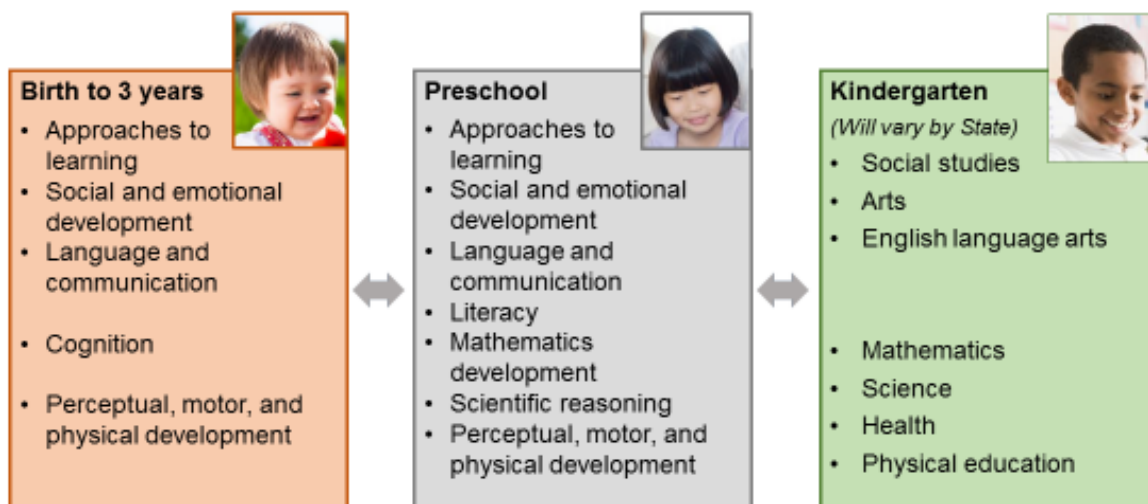 Birth to 3 years
• Approaches to
learning
• Social and emotional
development
• Language and
communication
• Cognition
• Perceptual, motor, and
physical development
Preschool
• Approaches to
learning
• Social and emotional
development
• Language and
communication
• Literacy
• Mathematics
development
• Scientific reasoning
• Perceptual, motor, and
physical development
Kindergarten
(Will vary by State)
• Social studies
• Arts
• English language arts
• Mathematics
• Science
• Health
• Physical education